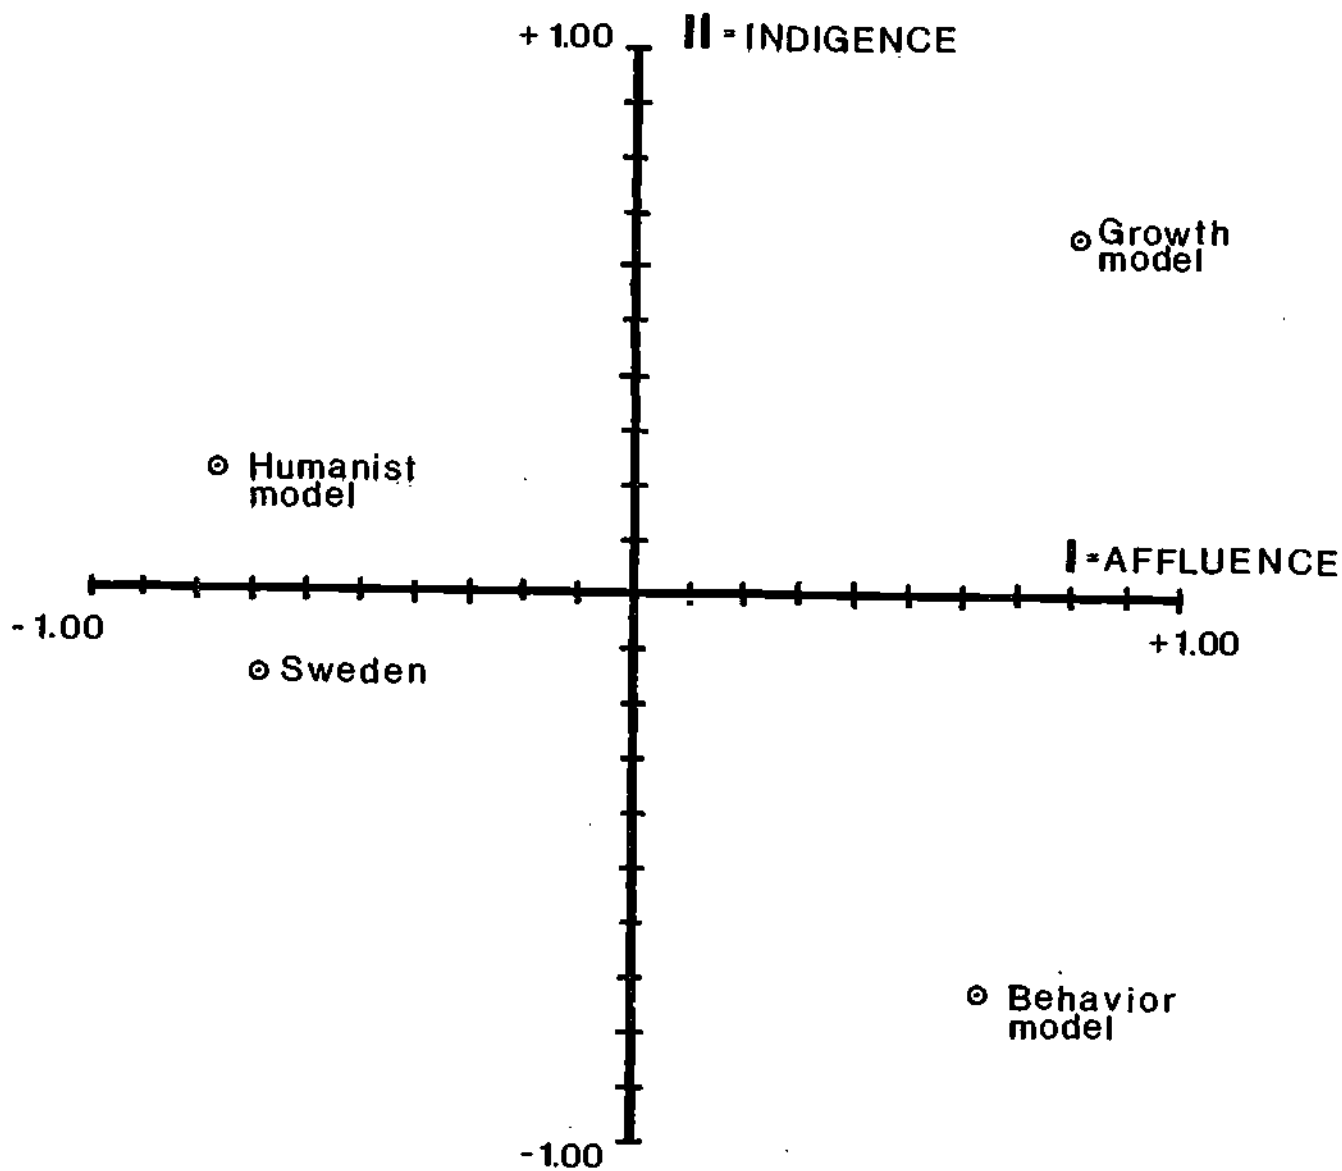 + 1.00
II = INDIGENCE
Growth
model
Humanist
model
I = AFFLUENCE
- 1.00
+ 1.00
Sweden
Behavior
model
-1.00